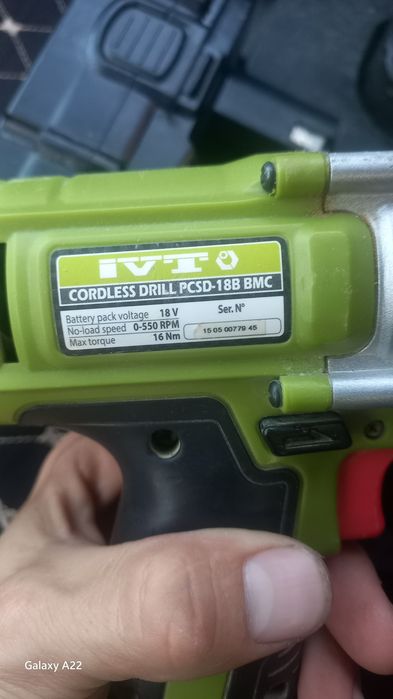 IVT
CORDLESS DRILL PCSD-18B BMC
Battery pack voltage 18 V
No-load speed 0-550 RPM
Max torque 16 Nm
Ser. N°
15 05 00779 45
Galaxy A22